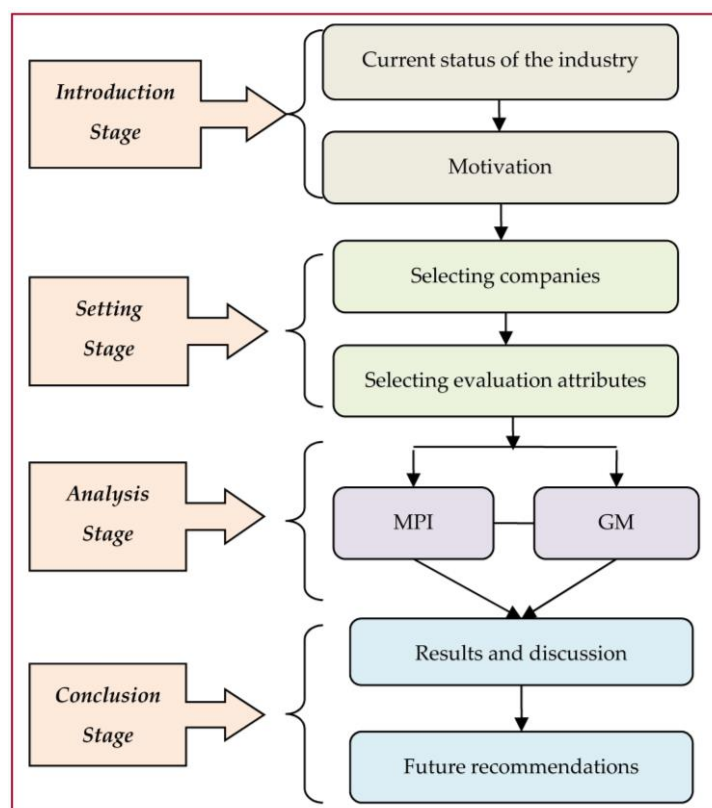 Introduction
Stage
Current status of the industry
Motivation
Setting
Stage
Selecting companies
Selecting evaluation attributes
Analysis
Stage
MPI
GM
Conclusion
Stage
Results and discussion
Future recommendations